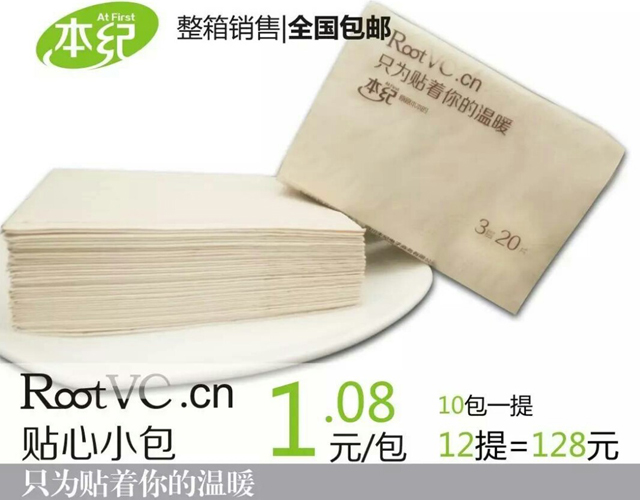 At First
本纪
整箱销售|全国包邮
RootVC.cn
只为贴着你的温暖
本纪
3层20片
RootVC.cn
贴心小包
1.08
元/包
10包一提
12提=128元
只为贴着你的温暖